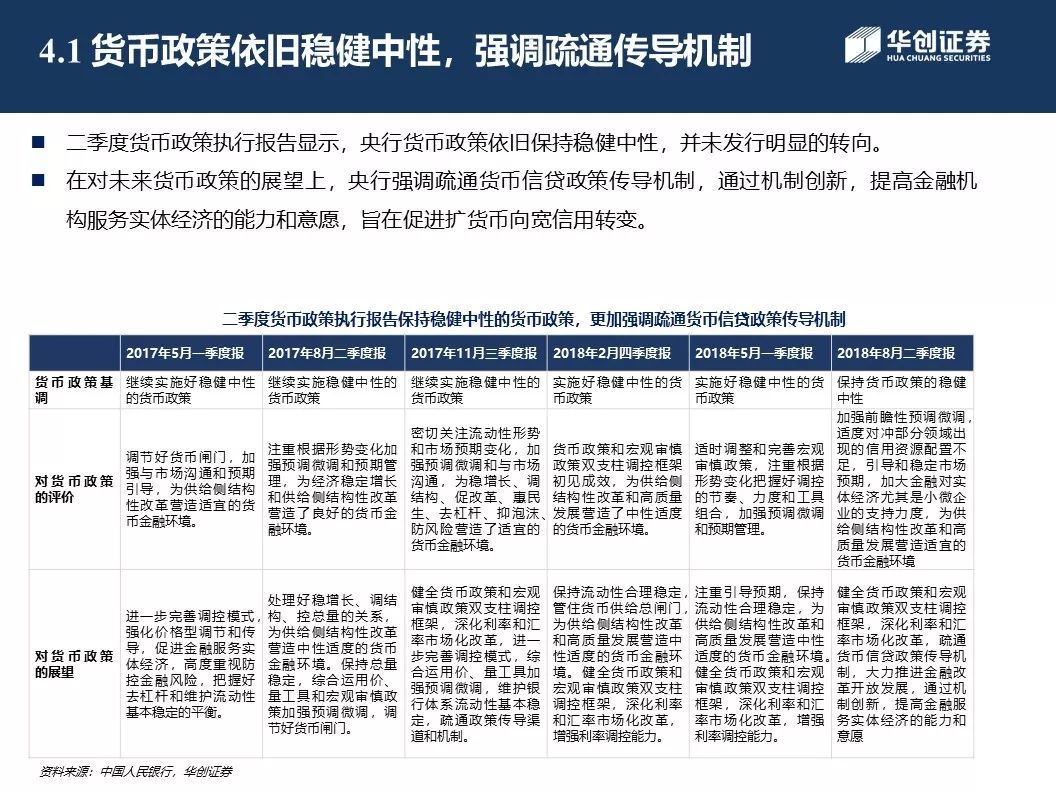 4.1 货币政策依旧稳健中性，强调疏通传导机制
华创证券
HUA CHUANG SECURITIES
二季度货币政策执行报告显示，央行货币政策依旧保持稳健中性，并未发行明显的转向。
在对未来货币政策的展望上，央行强调疏通货币信贷政策传导机制，通过机制创新，提高金融机
构服务实体经济的能力和意愿，旨在促进扩货币向宽信用转变。
二季度货币政策执行报告保持稳健中性的货币政策，更加强调疏通货币信贷政策传导机制
2017年5月一季度报
2017年8月二季度报
2017年11月三季度报
2018年2月四季度报
2018年5月一季度报
2018年8月二季度报
货币政策基
调
继续实施好稳健中性
的货币政策
继续实施稳健中性的
货币政策
继续实施稳健中性的
货币政策
实施好稳健中性的货
币政策
实施好稳健中性的货
币政策
保持货币政策的稳健
中性
对货币政策
的评价
调节好货币闸门，加
强与市场沟通和预期
引导，为供给侧结构
性改革营造适宜的货
币金融环境。
注重根据形势变化加
强预调微调和预期管
理，为经济稳定增长
和供给侧结构性改革
营造了良好的货币金
融环境。
密切关注流动性形势
和市场预期变化，加
强预调微调和与市场
沟通，为稳增长、调
结构、促改革、惠民
生、去杠杆、抑泡沫、
防风险营造了适宜的
货币金融环境。
货币政策和宏观审慎
政策双支柱调控框架
初见成效，为供给侧
结构性改革和高质量
发展营造了中性适度
的货币金融环境。
适时调整和完善宏观
审慎政策，注重根据
形势变化把握好调控
的节奏、力度和工具
组合，加强预调微调
和预期管理。
加强前瞻性预调微调，
适度对冲部分领域出
现的信用资源配置不
足，引导和稳定市场
预期，加大金融对实
体经济尤其是小微企
业的支持力度，为供
给侧结构性改革和高
质量发展营造适宜的
货币金融环境
对货币政策
的展望
进一步完善调控模式，
强化价格型调节和传
导，促进金融服务实
体经济，高度重视防
控金融风险，把握好
去杠杆和维护流动性
基本稳定的平衡。
处理好稳增长、调结
构、控总量的关系，
为供给侧结构性改革
营造中性适度的货币
金融环境。保持总量
稳定，综合运用价、
量工具和宏观审慎政
策加强预调微调，调
节好货币闸门。
健全货币政策和宏观
审慎政策双支柱调控
框架，深化利率和汇
率市场化改革，进一
步完善调控模式，综
合运用价、量工具加
强预调微调，维护银
行体系流动性基本稳
定，疏通政策传导渠
道和机制。
保持流动性合理稳定，
管住货币供给总闸门，
为供给侧结构性改革
和高质量发展营造中
性适度的货币金融环
境。健全货币政策和
宏观审慎政策双支柱
调控框架，深化利率
和汇率市场化改革，
增强利率调控能力。
注重引导预期，保持
流动性合理稳定，为
供给侧结构性改革和
高质量发展营造中性
适度的货币金融环境。
健全货币政策和宏观
审慎政策双支柱调控
框架，深化利率和汇
率市场化改革，增强
利率调控能力。
健全货币政策和宏观
审慎政策双支柱调控
框架，深化利率和汇
率市场化改革，疏通
货币信贷政策传导机
制，大力推进金融改
革开放发展，通过机
制创新，提高金融服
务实体经济的能力和
意愿
资料来源：中国人民银行，华创证券